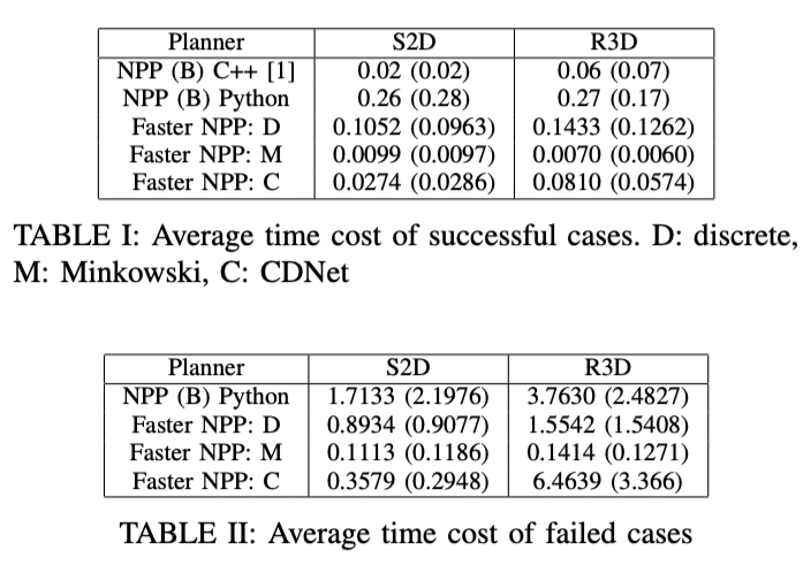 Planner S2D R3D
NPP (B) C++ [1] 0.02 (0.02) 0.06 (0.07)
NPP (B) Python 0.26 (0.28) 0.27 (0.17)
Faster NPP: D 0.1052 (0.0963) 0.1433 (0.1262)
Faster NPP: M 0.0099 (0.0097) 0.0070 (0.0060)
Faster NPP: C 0.0274 (0.0286) 0.0810 (0.0574)
TABLE I: Average time cost of successful cases. D: discrete,
M: Minkowski, C: CDNet
Planner S2D R3D
NPP (B) Python 1.7133 (2.1976) 3.7630 (2.4827)
Faster NPP: D 0.8934 (0.9077) 1.5542 (1.5408)
Faster NPP: M 0.1113 (0.1186) 0.1414 (0.1271)
Faster NPP: C 0.3579 (0.2948) 6.4639 (3.366)
TABLE II: Average time cost of failed cases